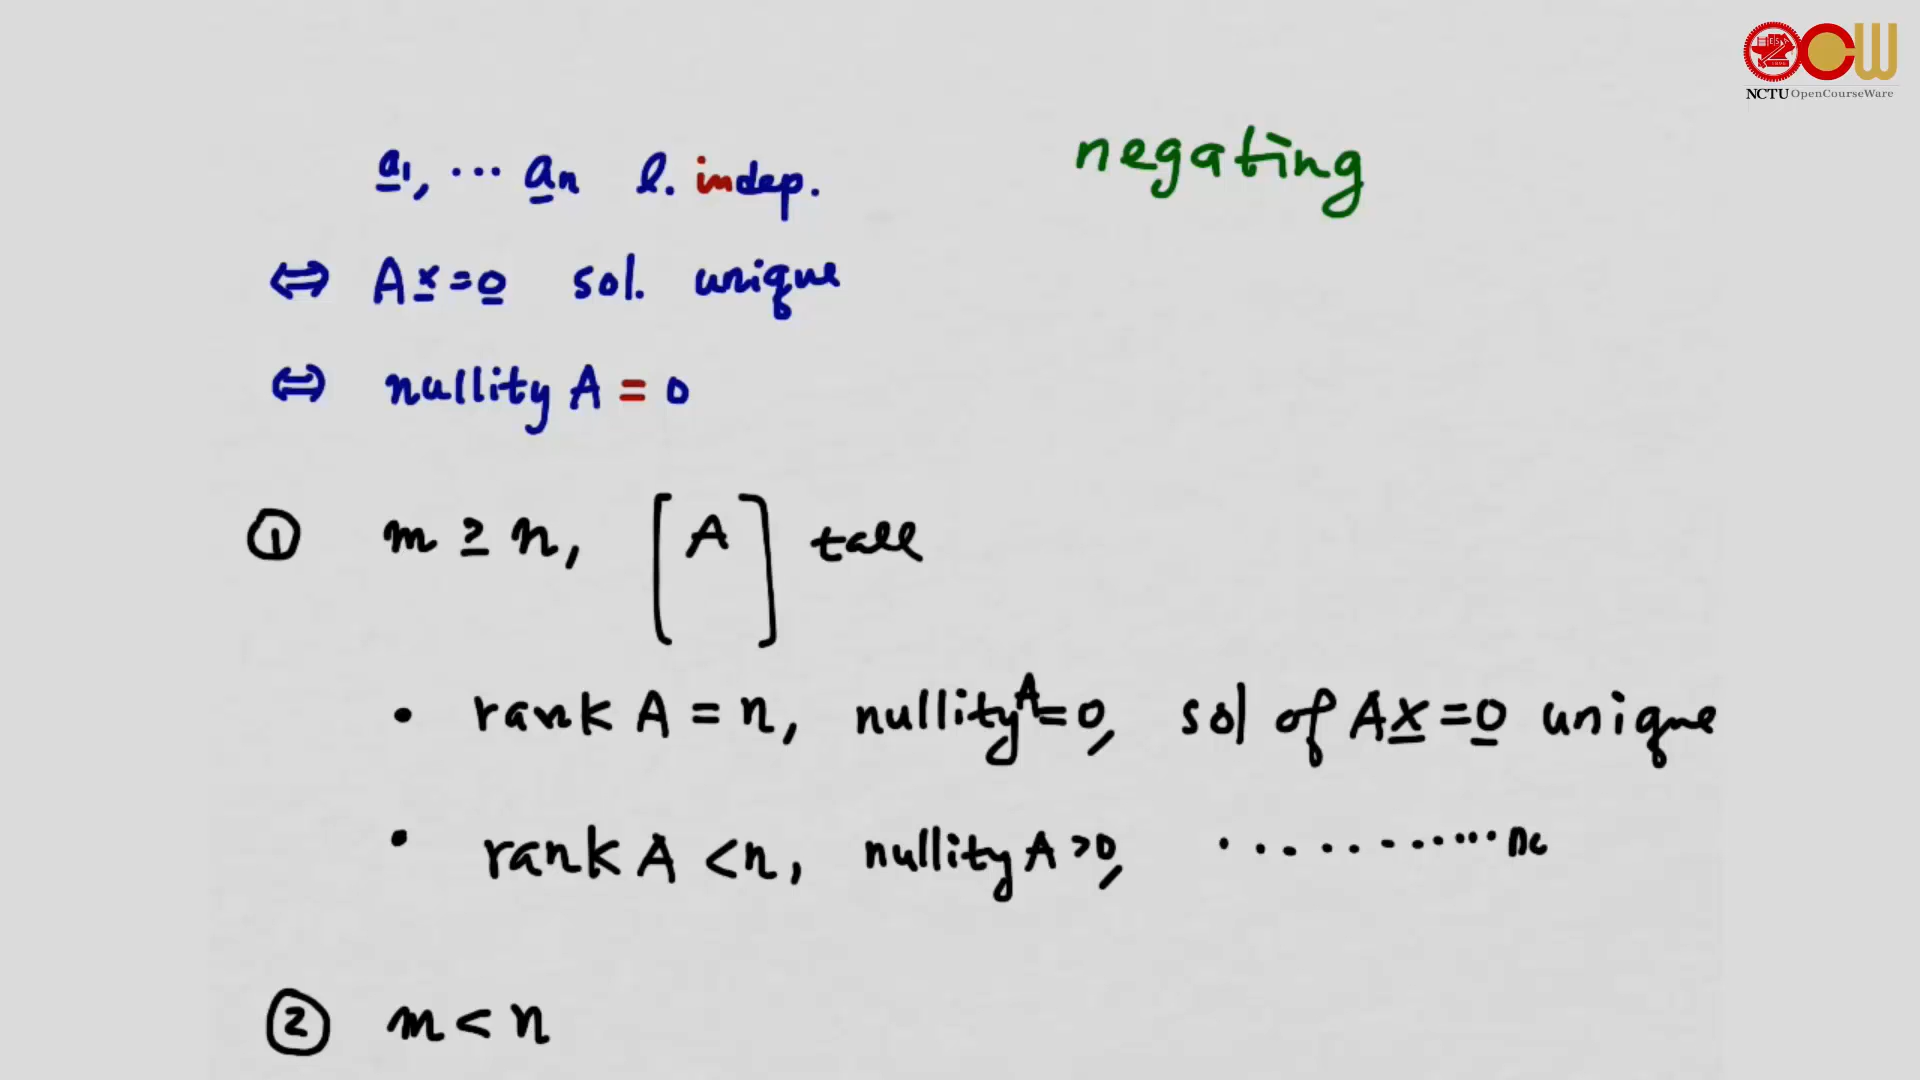 NCTU OpenCourseWare
a1, ... an l. indep.
negating
⇔ Ax=0 sol. unique
⇔ nullity A = 0
① m ≥ n, [A] tall
• rank A = n, nullity A = 0, sol of Ax=0 unique
• rank A < n, nullity A > 0, ...........
② m < n